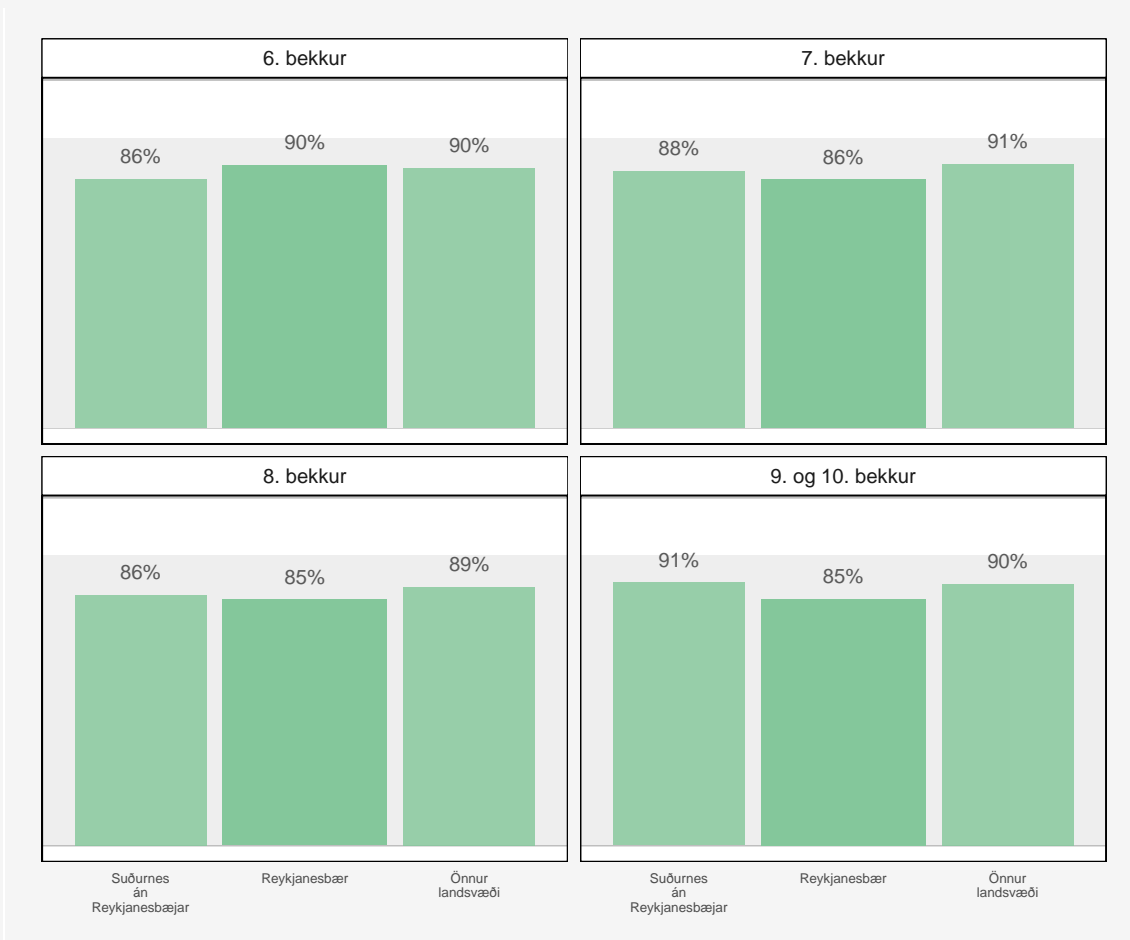 6. bekkur
86%
90%
90%
7. bekkur
88%
86%
91%
8. bekkur
86%
85%
89%
9. og 10. bekkur
91%
85%
90%
Suðurnes
án
Reykjanesbæjar
Reykjanesbær
Önnur
landsvæði
Suðurnes
án
Reykjanesbæjar
Reykjanesbær
Önnur
landsvæði